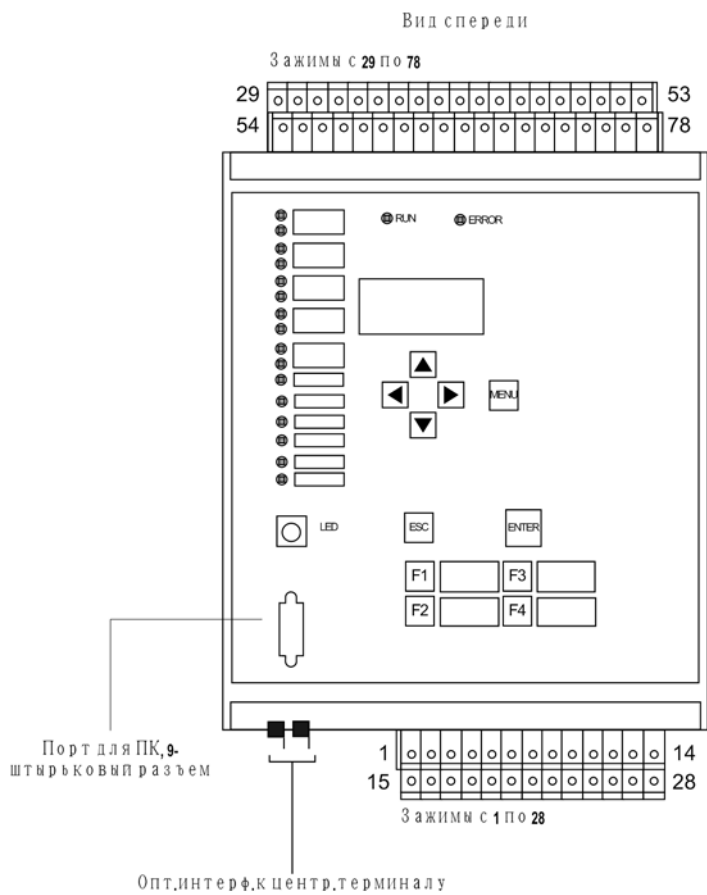 Вид спереди
Зажимы с 29 по 78
29 53
54 78
RUN ERROR
MENU
LED ESC ENTER
F1 F3
F2 F4
Порт для ПК, 9-
штырьковый разъем
1 14
15 28
Зажимы с 1 по 28
Опт,интерф,к центр,терминалу